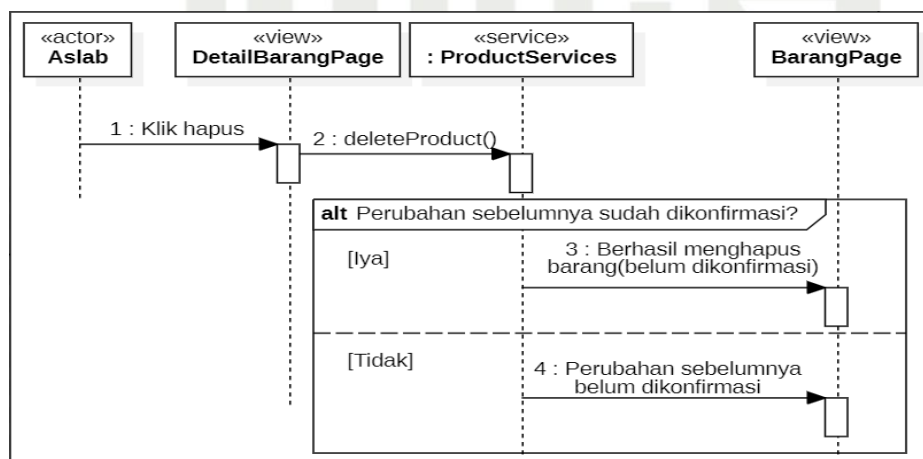 «actor»
Aslab
«view»
DetailBarangPage
«service»
: ProductServices
«view»
BarangPage
1 : Klik hapus
2 : deleteProduct()
alt Perubahan sebelumnya sudah dikonfirmasi?
[Iya]
3 : Berhasil menghapus
barang(belum dikonfirmasi)
[Tidak]
4 : Perubahan sebelumnya
belum dikonfirmasi